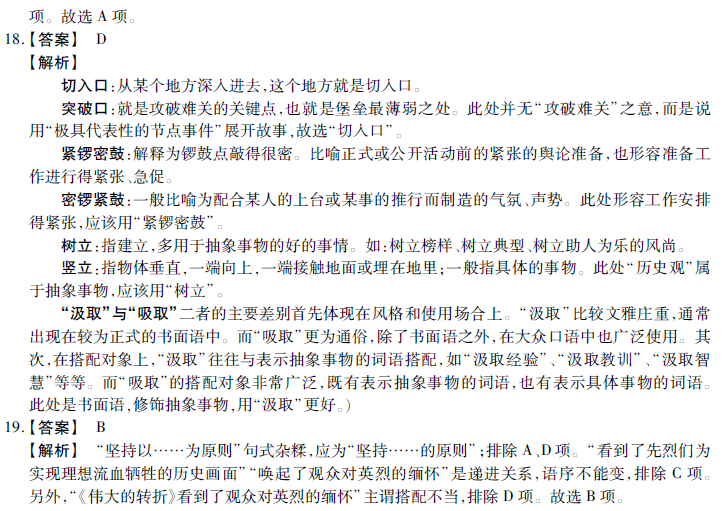 项。故选 A 项。
18.【答案】 D
【解析】
切入口:从某个地方深入进去,这个地方就是切入口。
突破口:就是攻破难关的关键点,也就是堡垒最薄弱之处。此处并无“攻破难关”之意,而是说
用“极具代表性的节点事件”展开故事,故选“切入口”。
紧锣密鼓:解释为锣鼓点敲得很密。比喻正式或公开活动前的紧张的舆论准备,也形容准备工
作进行得紧张、急促。
密锣紧鼓:一般比喻为配合某人的上台或某事的推行而制造的气氛、声势。此处形容工作安排
得紧张,应该用“紧锣密鼓”。
树立:指建立,多用于抽象事物的好的事情。如:树立榜样、树立典型、树立助人为乐的风尚。
竖立:指物体垂直,一端向上,一端接触地面或埋在地里;一般指具体的事物。此处“历史观”属
于抽象事物,应该用“树立”。
“汲取”与“吸取”二者的主要差别首先体现在风格和使用场合上。“汲取”比较文雅庄重,通常
出现在较为正式的书面语中。而“吸取”更为通俗,除了书面语之外,在大众口语中也广泛使用。其
次,在搭配对象上,“汲取”往往与表示抽象事物的词语搭配,如“汲取经验”、“汲取教训”、“汲取智
慧”等等。而“吸取”的搭配对象非常广泛,既有表示抽象事物的词语,也有表示具体事物的词语。
此处是书面语,修饰抽象事物,用“汲取”更好。)
19.【答案】 B
【解析】 “坚持以……为原则”句式杂糅,应为“坚持……的原则”;排除 A、D 项。“看到了先烈们为
实现理想流血牺牲的历史画面”“唤起了观众对英烈的缅怀”是递进关系,语序不能变,排除 C 项。
另外,“《伟大的转折》看到了观众对英烈的缅怀”主谓搭配不当,排除 D 项。故选 B 项。